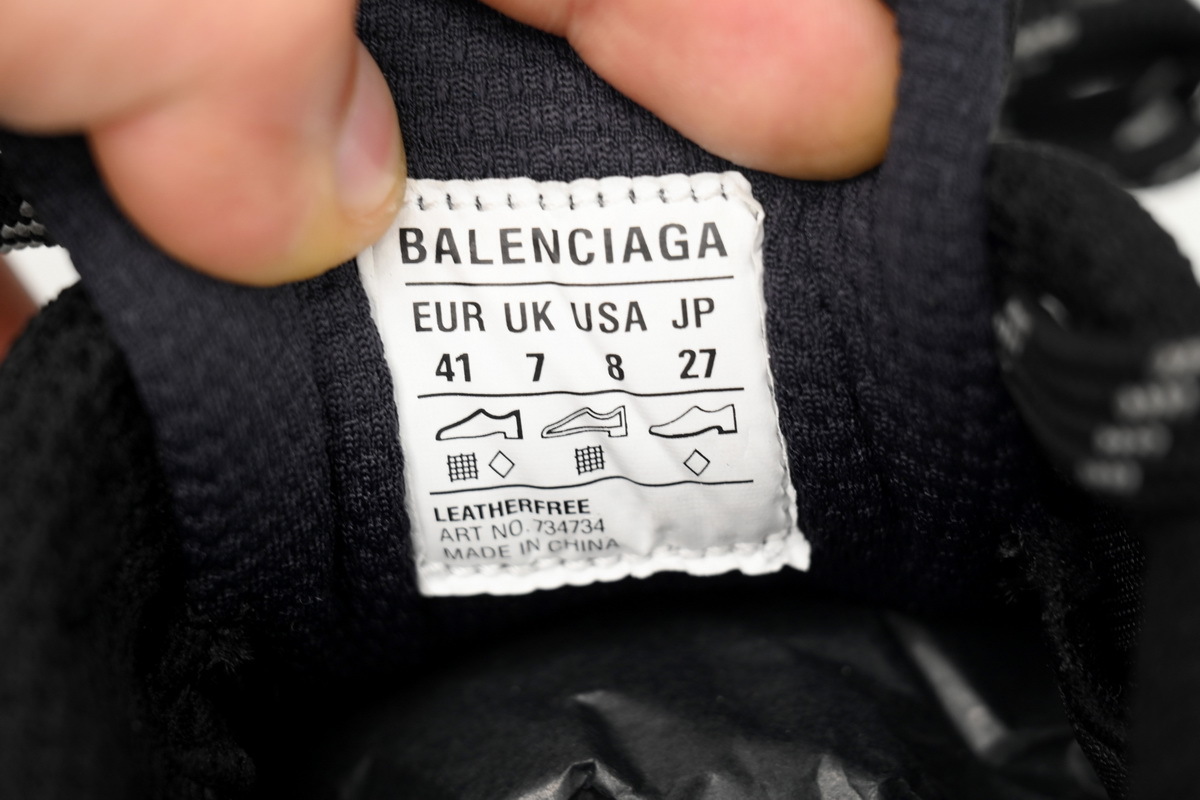 BALENCIAGA
EUR UK USA JP
41 7 8 27
LEATHERFREE
ART NO.734734
MADE IN CHINA